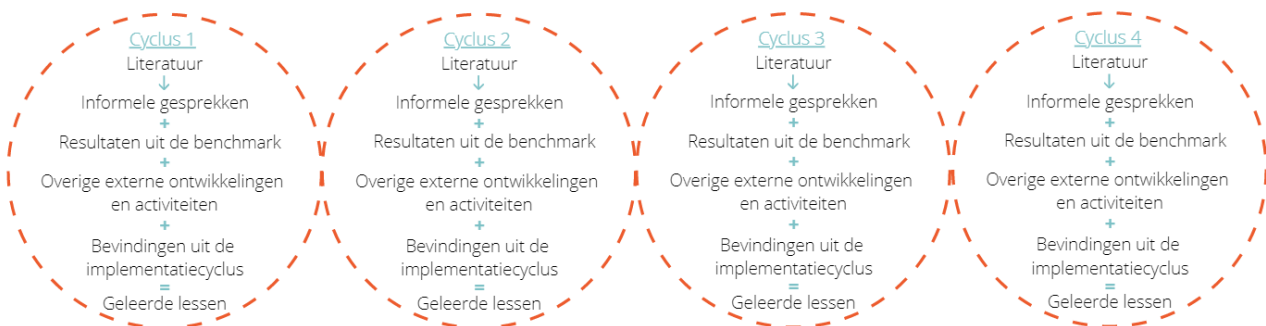 Cyclus 1
Literatuur
↓
Informele gesprekken
+
Resultaten uit de benchmark
+
Overige externe ontwikkelingen
en activiteiten
+
Bevindingen uit de
implementatiecyclus
=
Geleerde lessen
Cyclus 2
Literatuur
↓
Informele gesprekken
+
Resultaten uit de benchmark
+
Overige externe ontwikkelingen
en activiteiten
+
Bevindingen uit de
implementatiecyclus
=
Geleerde lessen
Cyclus 3
Literatuur
↓
Informele gesprekken
+
Resultaten uit de benchmark
+
Overige externe ontwikkelingen
en activiteiten
+
Bevindingen uit de
implementatiecyclus
=
Geleerde lessen
Cyclus 4
Literatuur
↓
Informele gesprekken
+
Resultaten uit de benchmark
+
Overige externe ontwikkelingen
en activiteiten
+
Bevindingen uit de
implementatiecyclus
=
Geleerde lessen